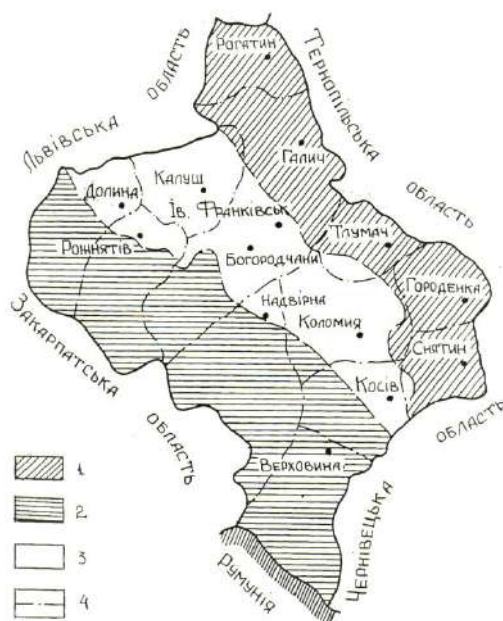 Рогатин
область
Тернопільська
Львівська
Галич
Калуш
Долина
Ів. Франківськ
область
Тлумач
Рожнятів
Богородчани
Городенка
Надвірна
Закарпатська
Коломия
Снятин
Косів
область
область
Верховина
1
2
Чернівецька
3
Румунія
4